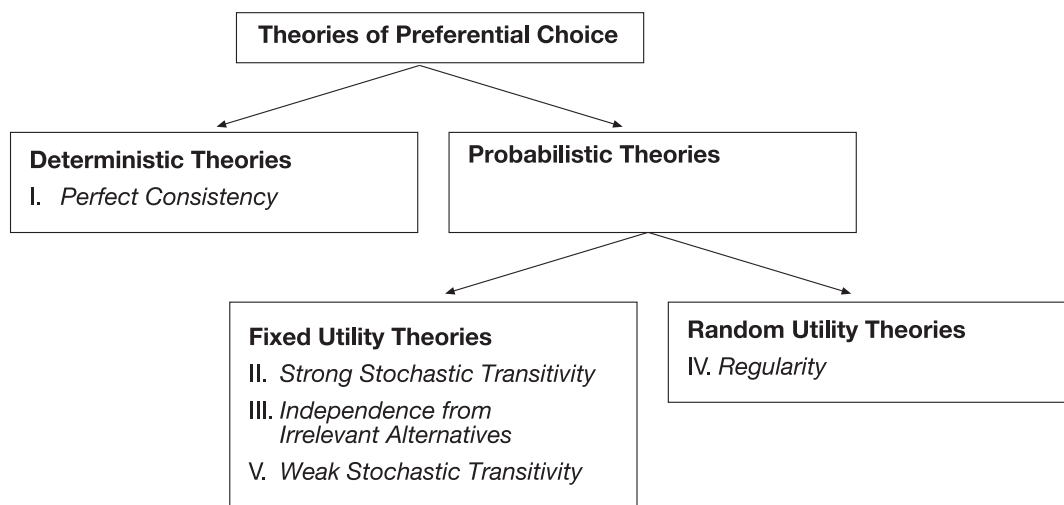 Theories of Preferential Choice
Deterministic Theories
I. Perfect Consistency
Probabilistic Theories
Fixed Utility Theories
II. Strong Stochastic Transitivity
III. Independence from
Irrelevant Alternatives
V. Weak Stochastic Transitivity
Random Utility Theories
IV. Regularity